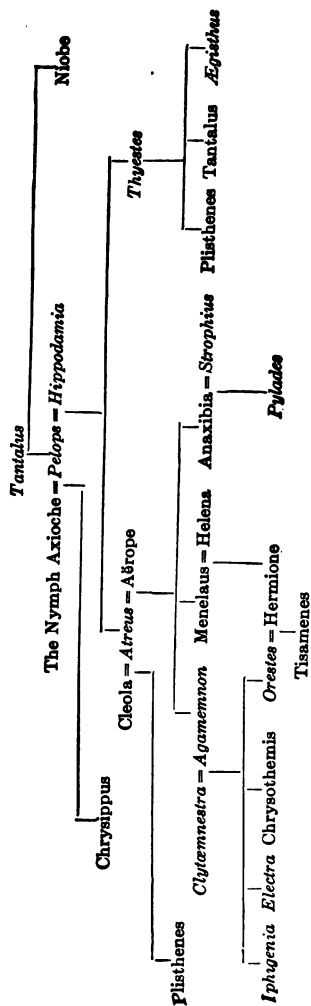 Tantalus
Niobe
The Nymph Axioche = Pelops = Hippodamia
Chrysippus
Cleola = Atreus = Aërope
Thyestes
Plisthenes
Clytæmnestra = Agamemnon
Menelaus = Helena
Anaxibia = Strophius
Plisthenes Tantalus Ægisthus
Iphigenia Electra Chrysothemis
Orestes = Hermione
Pylades
Tisamenes